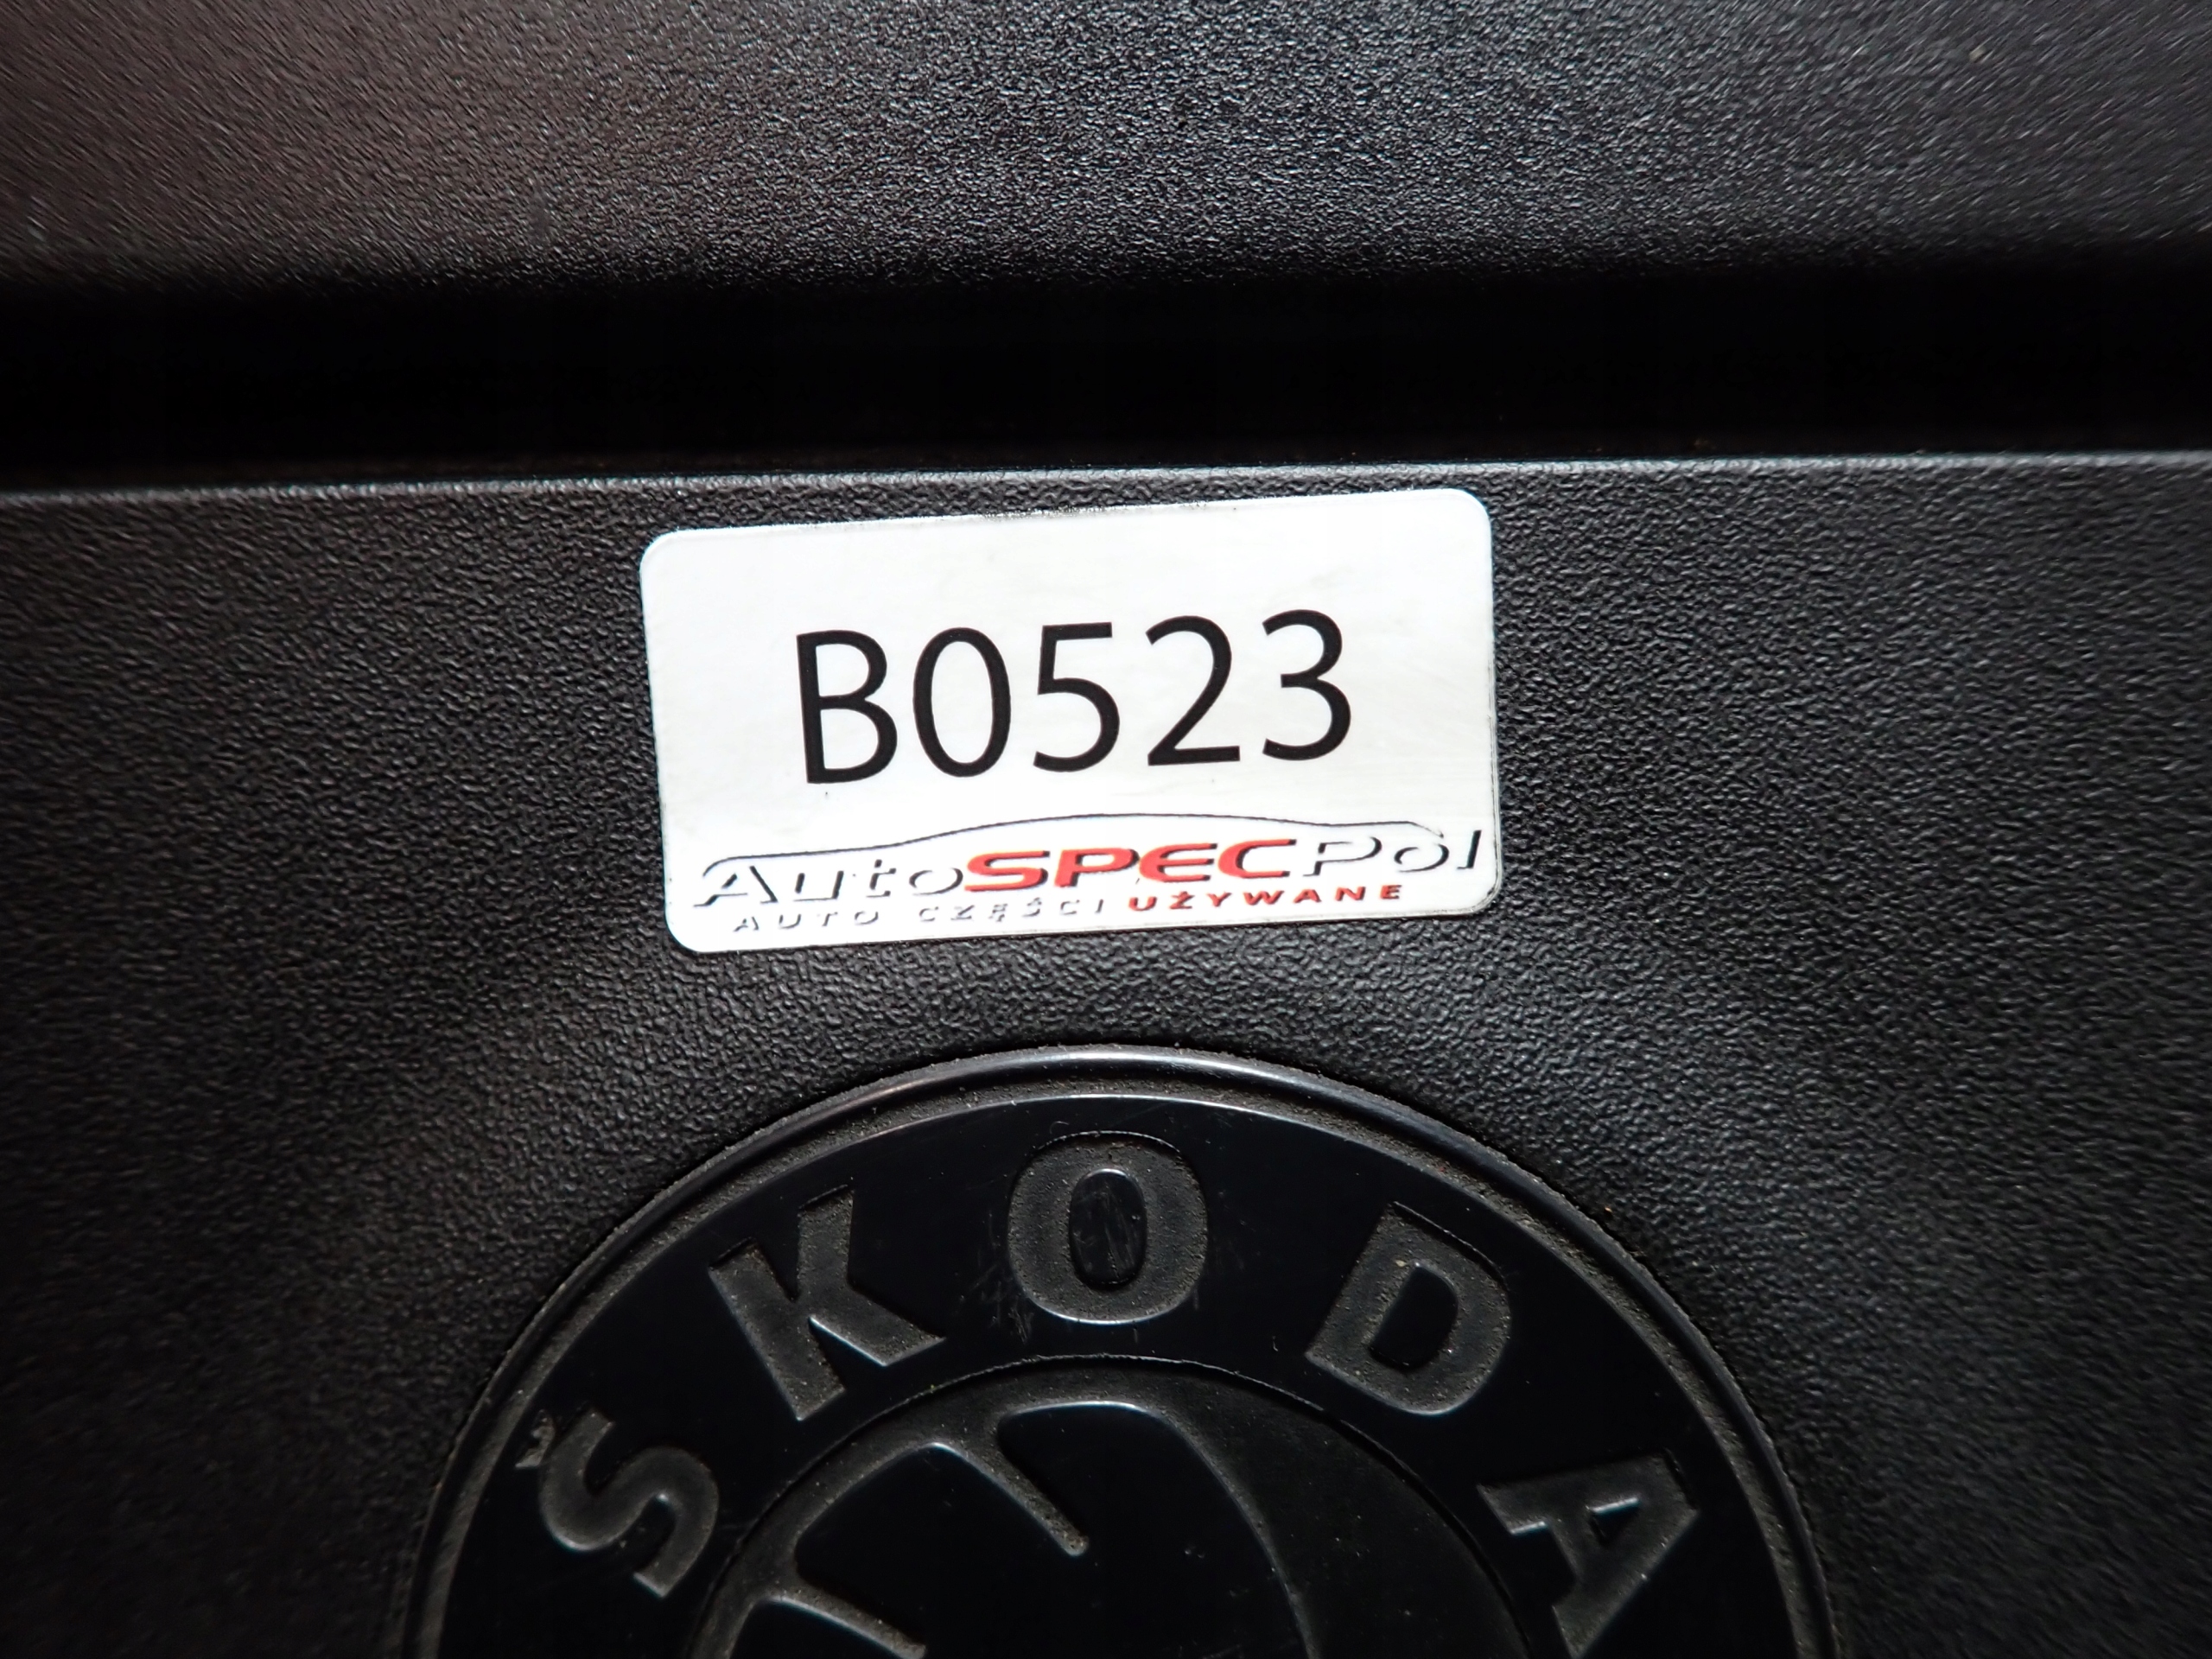 B0523
AutoSPECPol
AUTO CZĘŚCI UŻYWANE
ŠKODA